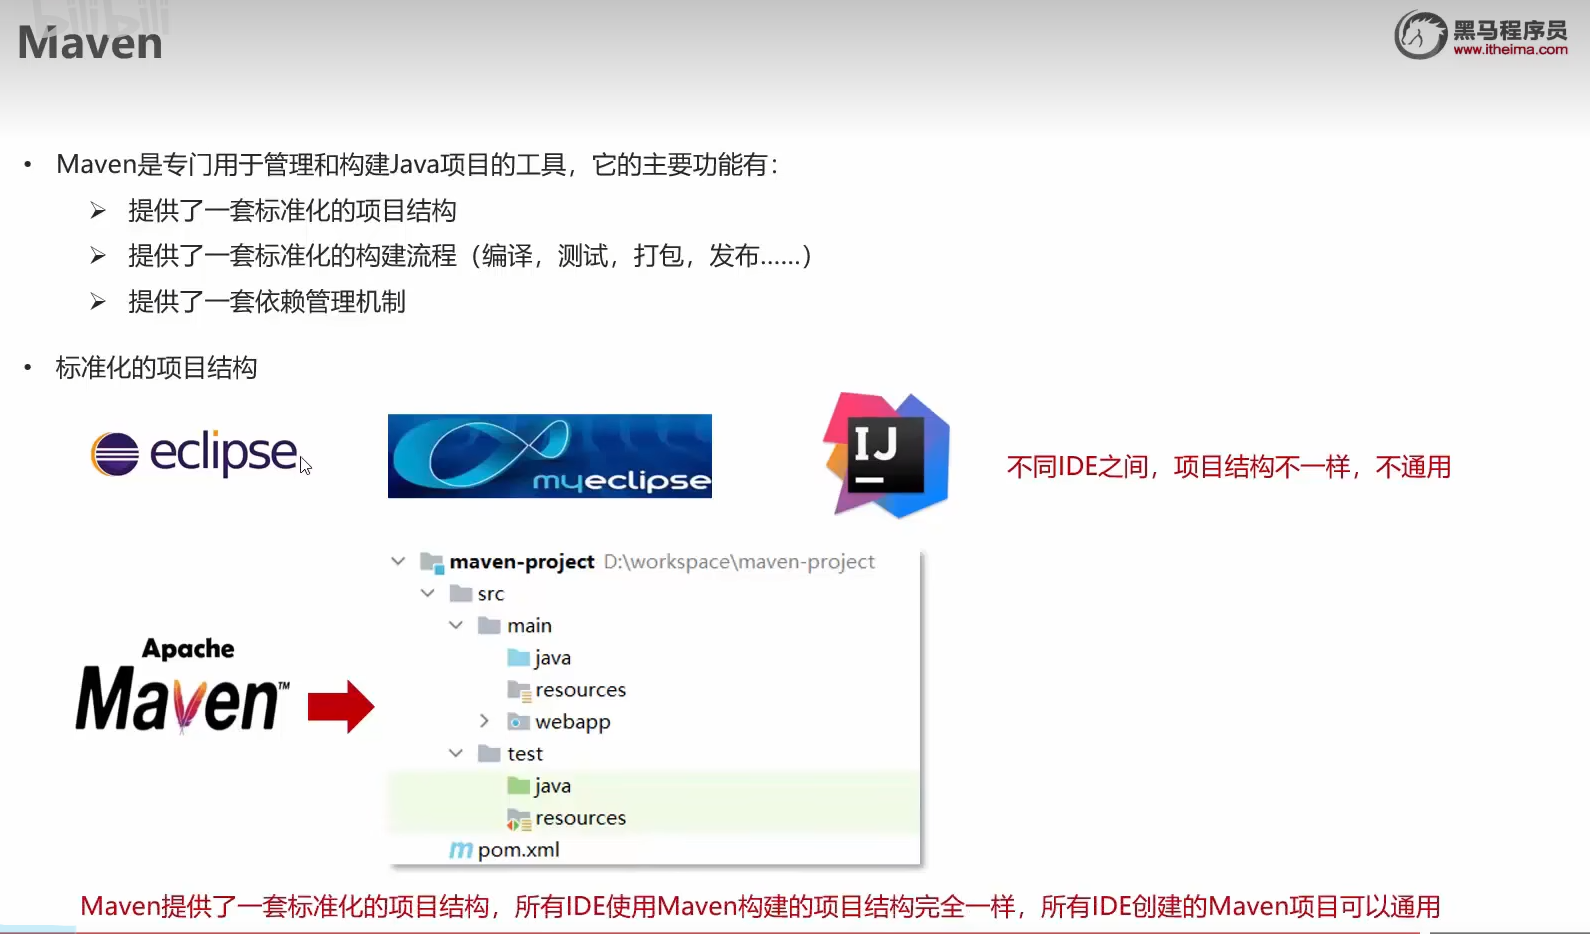 bilibili
Maven
黑马程序员
www.itheima.com
• Maven是专门用于管理和构建Java项目的工具，它的主要功能有：
➢ 提供了一套标准化的项目结构
➢ 提供了一套标准化的构建流程（编译，测试，打包，发布……）
➢ 提供了一套依赖管理机制
• 标准化的项目结构
eclipse
myeclipse
IJ
不同IDE之间，项目结构不一样，不通用
maven-project D:\workspace\maven-project
src
main
java
resources
webapp
test
java
resources
m pom.xml
Apache
Maven™
Maven提供了一套标准化的项目结构，所有IDE使用Maven构建的项目结构完全一样，所有IDE创建的Maven项目可以通用